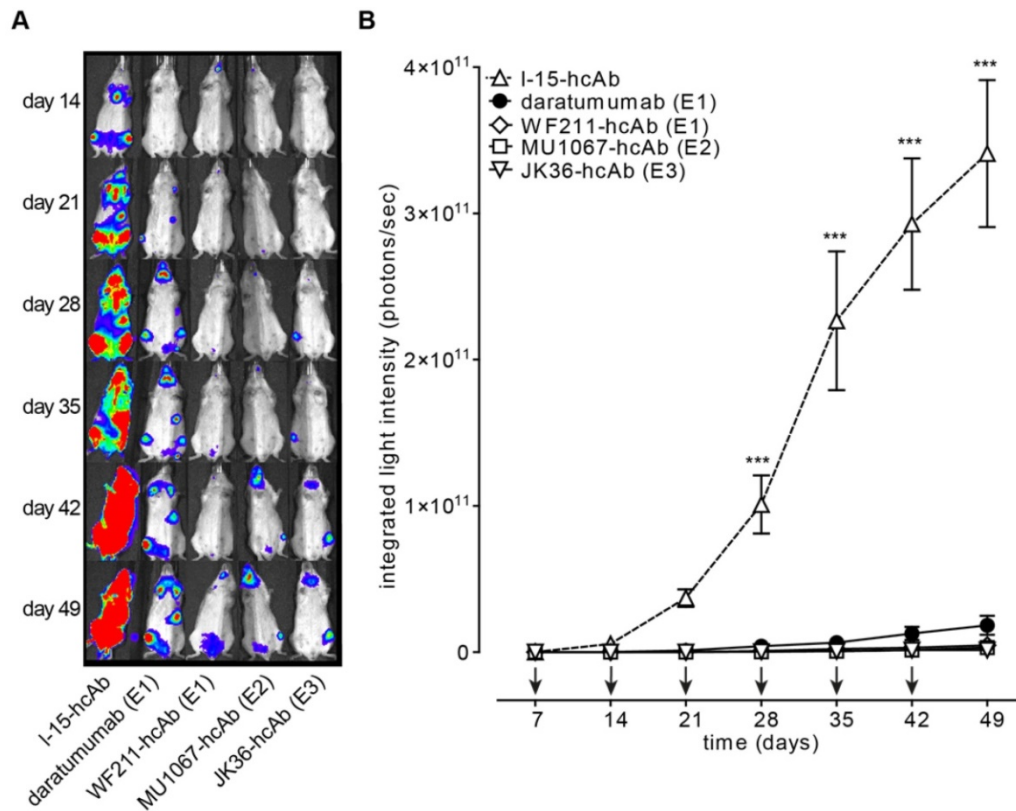 A
day 14
day 21
day 28
day 35
day 42
day 49
I-15-hcAb
daratumumab (E1)
WF211-hcAb (E1)
MU1067-hcAb (E2)
JK36-hcAb (E3)
B
integrated light intensity (photons/sec)
4×10¹¹
3×10¹¹
2×10¹¹
1×10¹¹
0
I-15-hcAb
daratumumab (E1)
WF211-hcAb (E1)
MU1067-hcAb (E2)
JK36-hcAb (E3)
***
***
***
***
7 14 21 28 35 42 49
time (days)